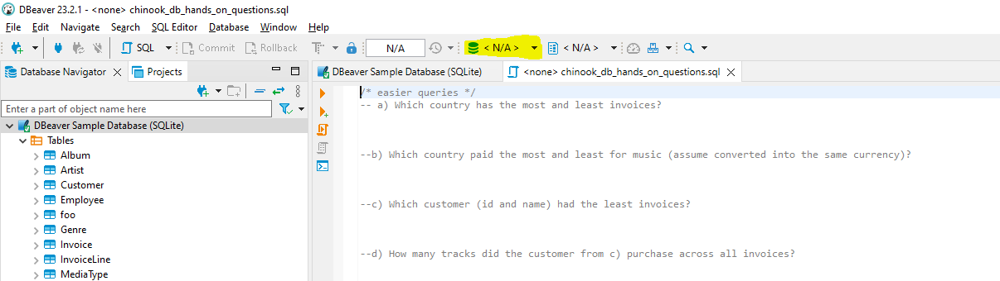 DBeaver 23.2.1 - <none> chinook_db_hands_on_questions.sql
File Edit Navigate Search SQL Editor Database Window Help
SQL Commit Rollback T N/A < N/A > < N/A >
Database Navigator Projects
DBeaver Sample Database (SQLite) <none> chinook_db_hands_on_questions.sql
Enter a part of object name here
DBeaver Sample Database (SQLite)
Tables
Album
Artist
Customer
Employee
foo
Genre
Invoice
InvoiceLine
MediaType
/* easier queries */
-- a) Which country has the most and least invoices?
--b) Which country paid the most and least for music (assume converted into the same currency)?
--c) Which customer (id and name) had the least invoices?
--d) How many tracks did the customer from c) purchase across all invoices?